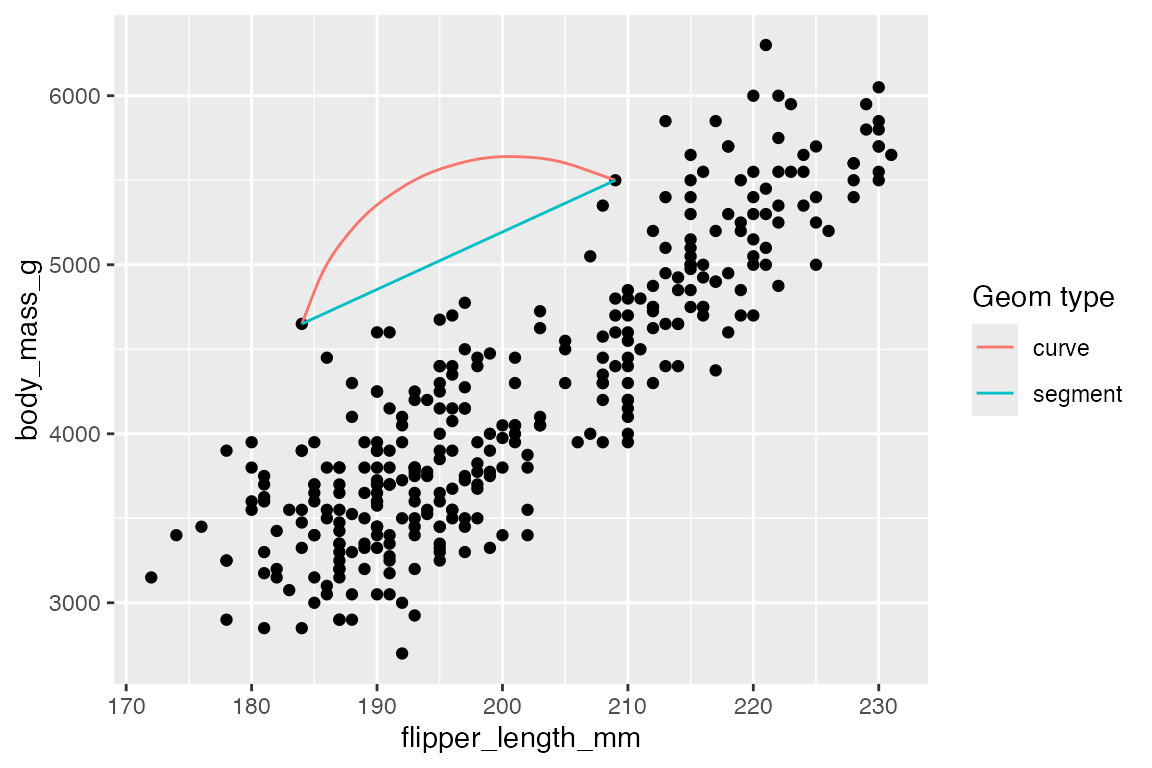 6000
5000
4000
3000
body_mass_g
170 180 190 200 210 220 230
flipper_length_mm
Geom type
curve
segment